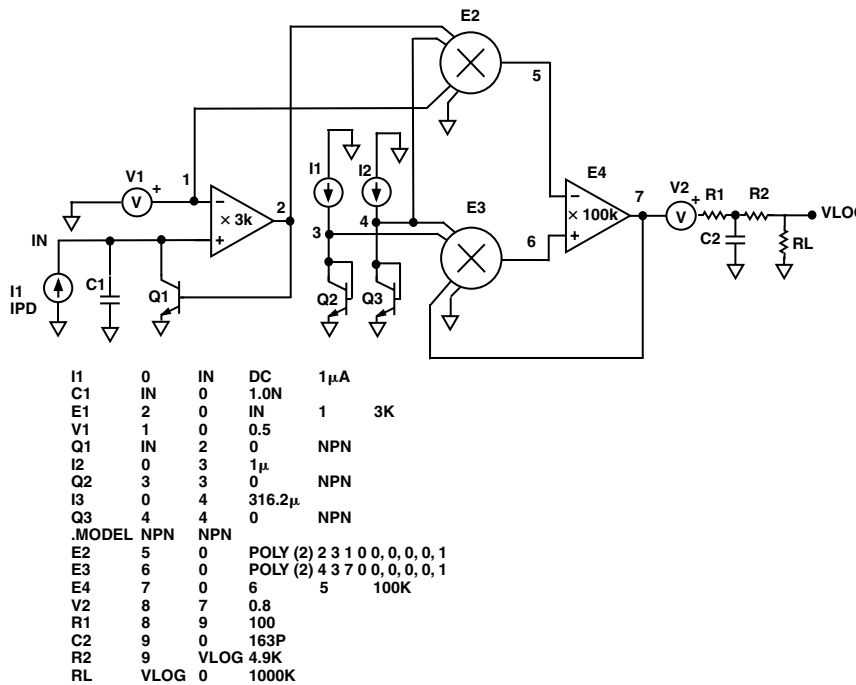 E2
5
1
V1
+
V
−
× 3k
2
+
IN
I1
IPD
C1
Q1
I1
I2
3
4
Q2
Q3
E3
6
E4
−
× 100k
+
7
V2
+
V
R1
R2
C2
RL
VLOG
I1 0 IN DC 1μA
C1 IN 0 1.0N
E1 2 0 IN 1 3K
V1 1 0 0.5
Q1 IN 2 0 NPN
I2 0 3 1μ
Q2 3 3 0 NPN
I3 0 4 316.2μ
Q3 4 4 0 NPN
.MODEL NPN NPN
E2 5 0 POLY (2) 2 3 1 0 0, 0, 0, 0, 1
E3 6 0 POLY (2) 4 3 7 0 0, 0, 0, 0, 1
E4 7 0 6 5 100K
V2 8 7 0.8
R1 8 9 100
C2 9 0 163P
R2 9 VLOG 4.9K
RL VLOG 0 1000K